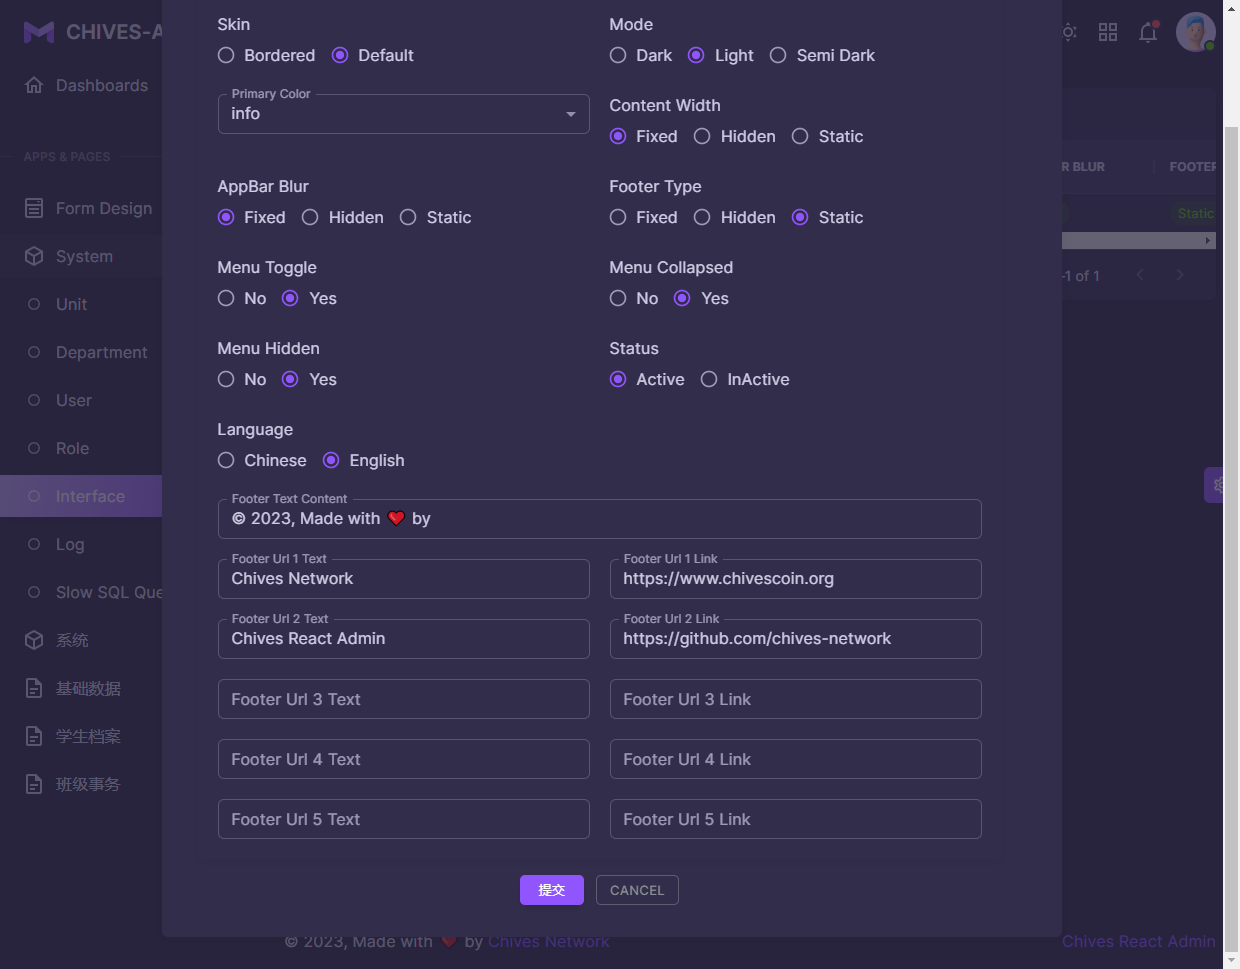 CHIVES-A
Dashboards
APPS & PAGES
Form Design
System
Unit
Department
User
Role
Interface
Log
Slow SQL Que
系统
基础数据
学生档案
班级事务
Skin
Bordered Default
Mode
Dark Light Semi Dark
Primary Color
info
Content Width
Fixed Hidden Static
AppBar Blur
Fixed Hidden Static
Footer Type
Fixed Hidden Static
Menu Toggle
No Yes
Menu Collapsed
No Yes
Menu Hidden
No Yes
Status
Active InActive
Language
Chinese English
Footer Text Content
© 2023, Made with ❤️ by
Footer Url 1 Text
Chives Network
Footer Url 1 Link
https://www.chivescoin.org
Footer Url 2 Text
Chives React Admin
Footer Url 2 Link
https://github.com/chives-network
Footer Url 3 Text
Footer Url 3 Link
Footer Url 4 Text
Footer Url 4 Link
Footer Url 5 Text
Footer Url 5 Link
提交 CANCEL
R BLUR FOOTER
Static
-1 of 1
© 2023, Made with ❤️ by Chives Network
Chives React Admin